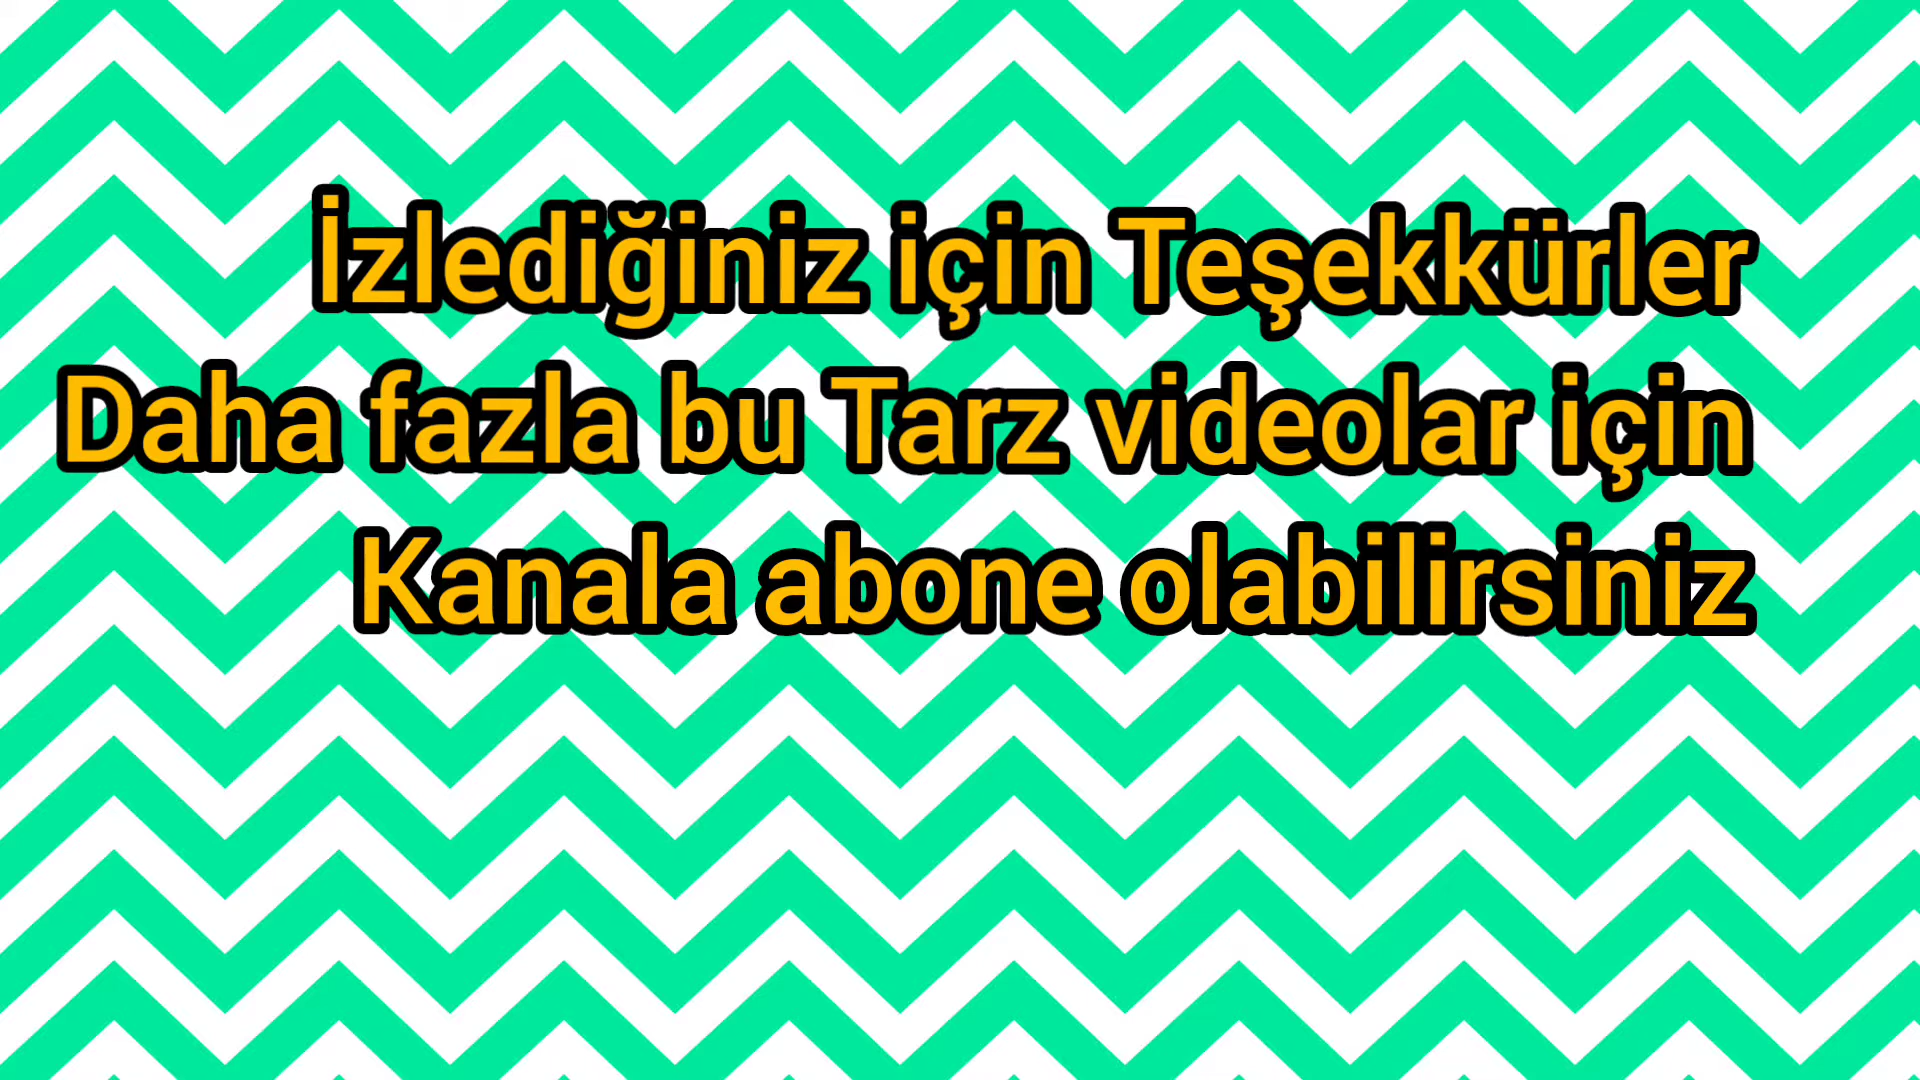 İzlediğiniz için Teşekkürler
Daha fazla bu Tarz videolar için
Kanala abone olabilirsiniz